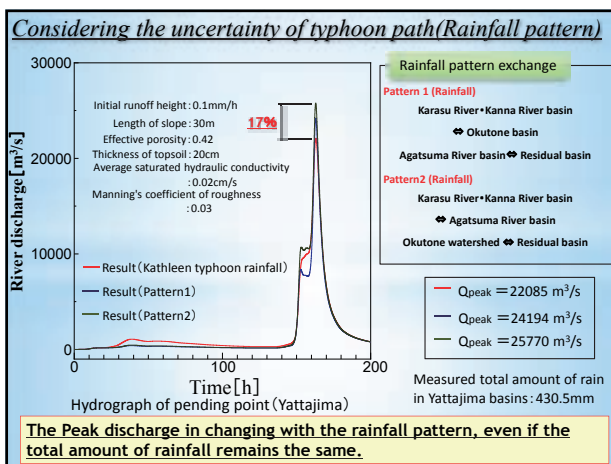 Considering the uncertainty of typhoon path(Rainfall pattern)
30000
20000
10000
0
0
100
200
River discharge[m³/s]
Time[h]
Initial runoff height:0.1mm/h
Length of slope:30m
Effective porosity:0.42
Thickness of topsoil:20cm
Average saturated hydraulic conductivity
:0.02cm/s
Manning's coefficient of roughness
:0.03
17%
Result(Kathleen typhoon rainfall)
Result(Pattern1)
Result(Pattern2)
Hydrograph of pending point(Yattajima)
Rainfall pattern exchange
Pattern 1 (Rainfall)
Karasu River・Kanna River basin
⇔ Okutone basin
Agatsuma River basin⇔ Residual basin
Pattern2 (Rainfall)
Karasu River・Kanna River basin
⇔ Agatsuma River basin
Okutone watershed ⇔ Residual basin
Qpeak =22085 m³/s
Qpeak =24194 m³/s
Qpeak =25770 m³/s
Measured total amount of rain
in Yattajima basins:430.5mm
The Peak discharge in changing with the rainfall pattern, even if the
total amount of rainfall remains the same.